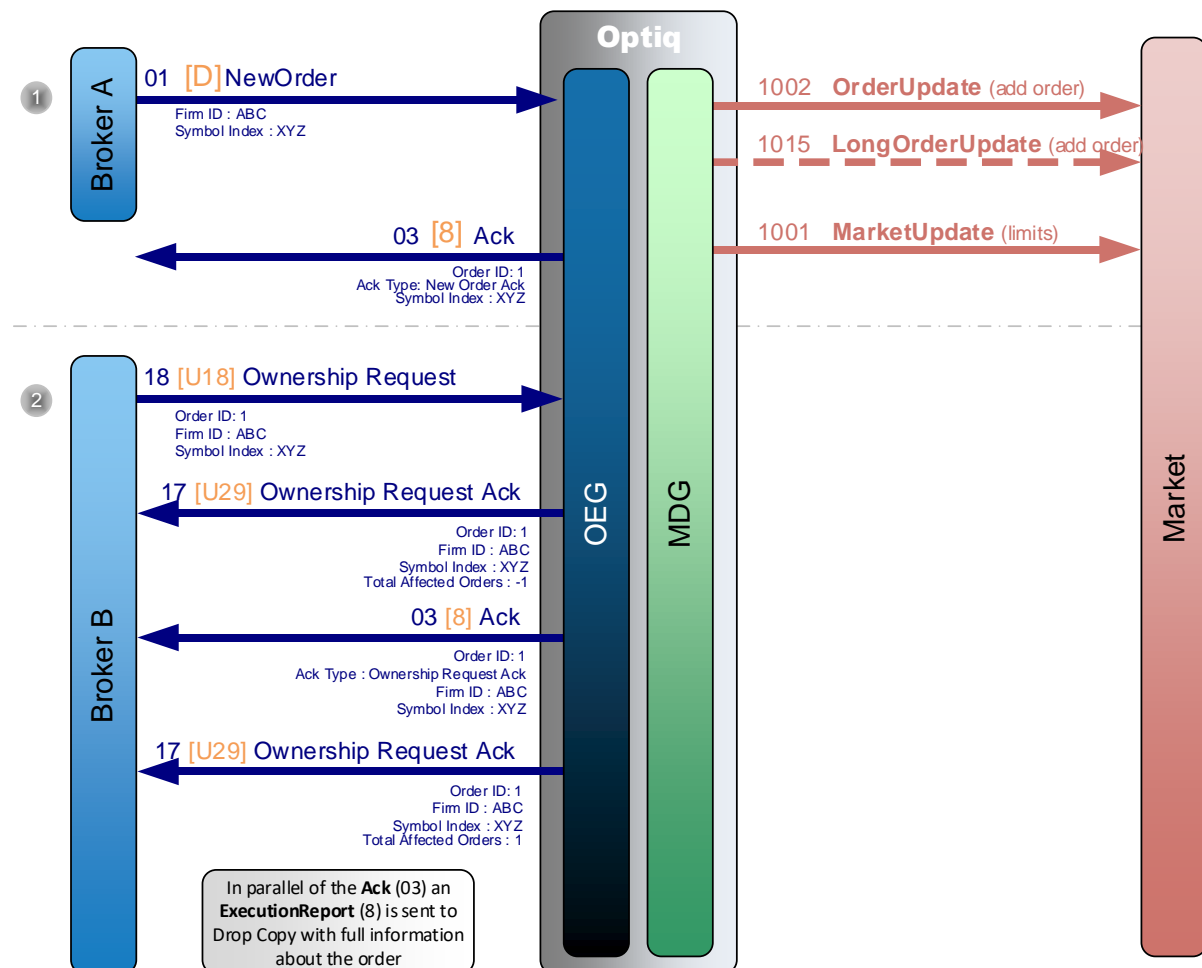 Optiq
Broker A
1
01 [D] NewOrder
Firm ID : ABC
Symbol Index : XYZ
1002 OrderUpdate (add order)
1015 LongOrderUpdate (add order)
03 [8] Ack
Order ID: 1
Ack Type: New Order Ack
Symbol Index : XYZ
1001 MarketUpdate (limits)
2
Broker B
18 [U18] Ownership Request
Order ID: 1
Firm ID : ABC
Symbol Index : XYZ
17 [U29] Ownership Request Ack
Order ID: 1
Firm ID : ABC
Symbol Index : XYZ
Total Affected Orders : -1
03 [8] Ack
Order ID: 1
Ack Type : Ownership Request Ack
Firm ID : ABC
Symbol Index : XYZ
17 [U29] Ownership Request Ack
Order ID: 1
Firm ID : ABC
Symbol Index : XYZ
Total Affected Orders : 1
In parallel of the Ack (03) an
ExecutionReport (8) is sent to
Drop Copy with full information
about the order
OEG
MDG
Market